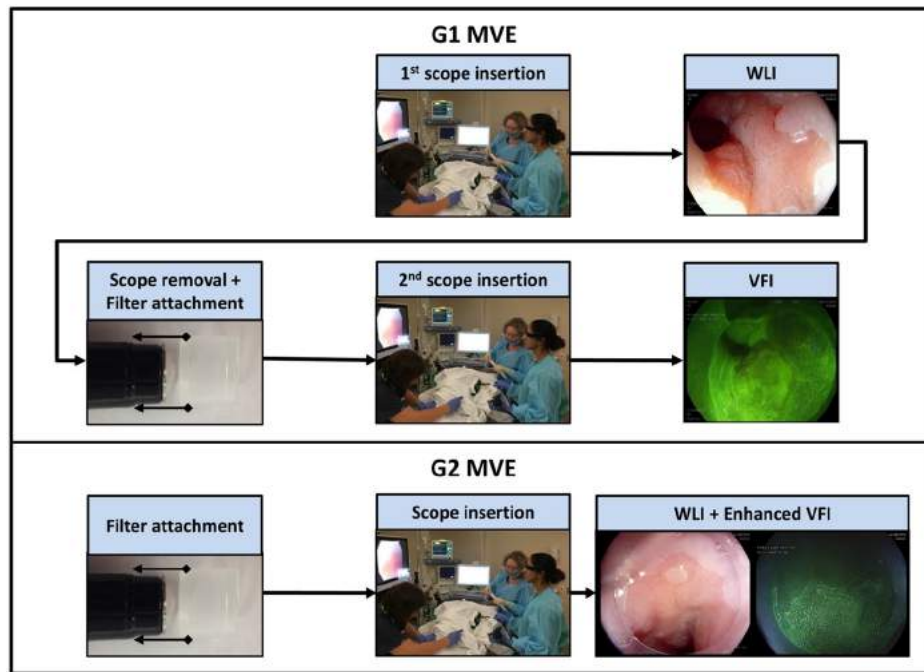 G1 MVE
1st scope insertion
WLI
Scope removal +
Filter attachment
2nd scope insertion
VFI
G2 MVE
Filter attachment
Scope insertion
WLI + Enhanced VFI